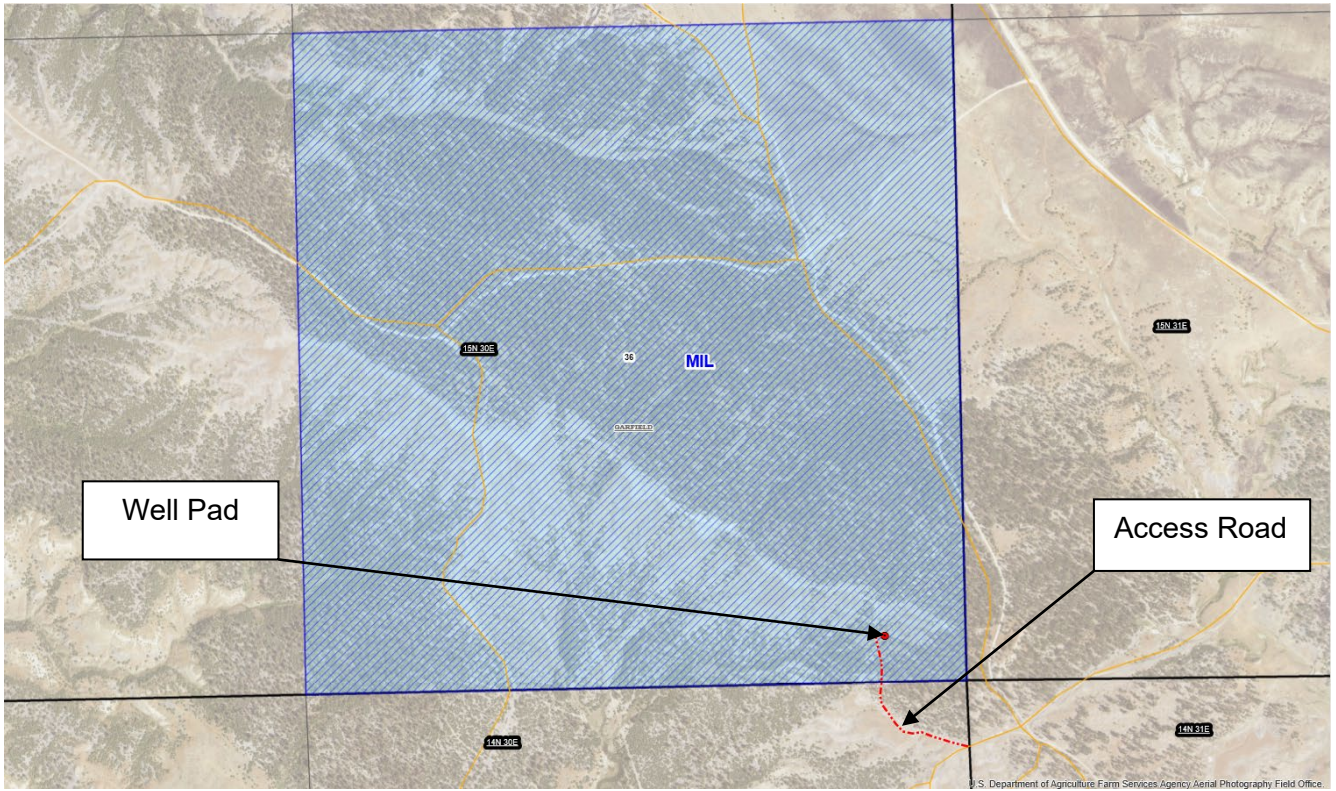 15N 31E
15N 30E
36
MIL
GARFIELD
Well Pad
Access Road
14N 30E
14N 31E
U.S. Department of Agriculture Farm Services Agency Aerial Photography Field Office.